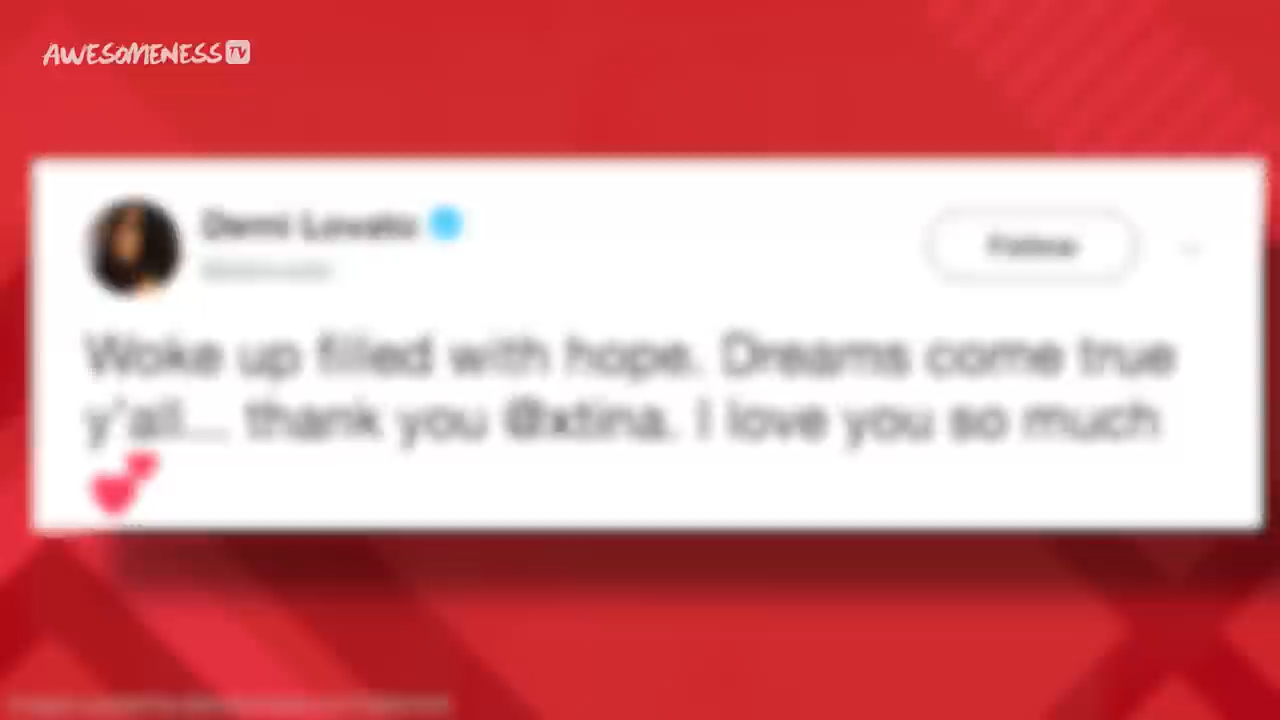 AWESOMENESS TV
Demi Lovato
Follow
Woke up filled with hope. Dreams come true
y'all... thank you @xtina. I love you so much
💕